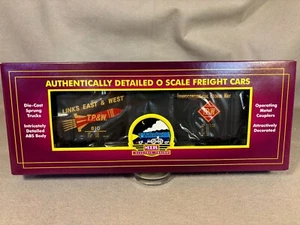 AUTHENTICALLY DETAILED O SCALE FREIGHT CARS
Die-Cast
Sprung
Trucks
Intricately
Detailed
ABS Body
LINKS EAST & WEST
TP&W
Operating
Metal
Couplers
Attractively
Decorated
M.T.H.